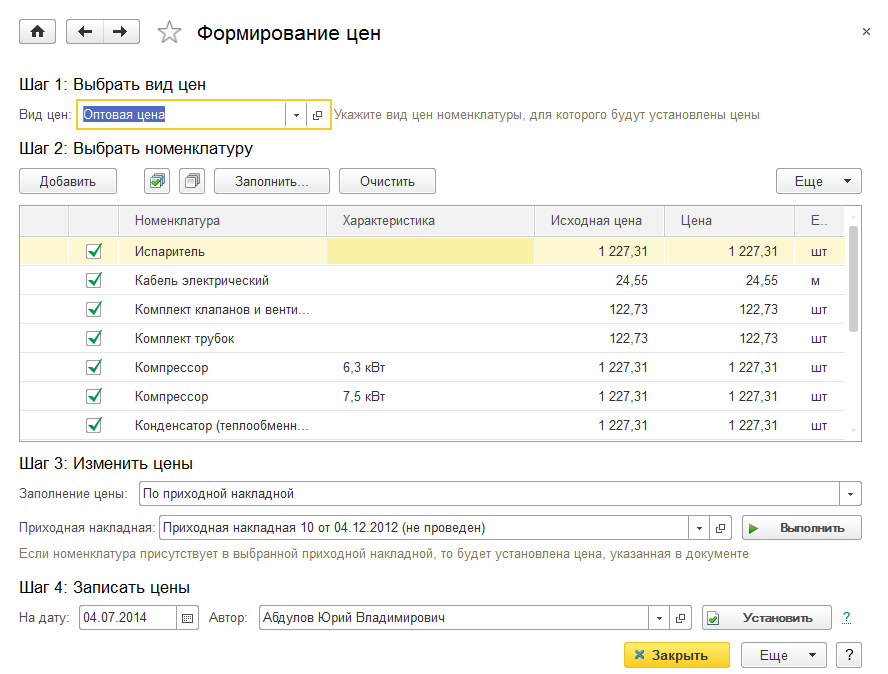 Формирование цен
Шаг 1: Выбрать вид цен
Вид цен: Оптовая цена Укажите вид цен номенклатуры, для которого будут установлены цены
Шаг 2: Выбрать номенклатуру
Добавить Заполнить... Очистить Еще
Номенклатура Характеристика Исходная цена Цена Е..
Испаритель 1 227,31 1 227,31 шт
Кабель электрический 24,55 24,55 м
Комплект клапанов и венти... 122,73 122,73 шт
Комплект трубок 122,73 122,73 шт
Компрессор 6,3 кВт 1 227,31 1 227,31 шт
Компрессор 7,5 кВт 1 227,31 1 227,31 шт
Конденсатор (теплообменн... 1 227,31 1 227,31 шт
Шаг 3: Изменить цены
Заполнение цены: По приходной накладной
Приходная накладная: Приходная накладная 10 от 04.12.2012 (не проведен) Выполнить
Если номенклатура присутствует в выбранной приходной накладной, то будет установлена цена, указанная в документе
Шаг 4: Записать цены
На дату: 04.07.2014 Автор: Абдулов Юрий Владимирович Установить ?
Закрыть Еще ?